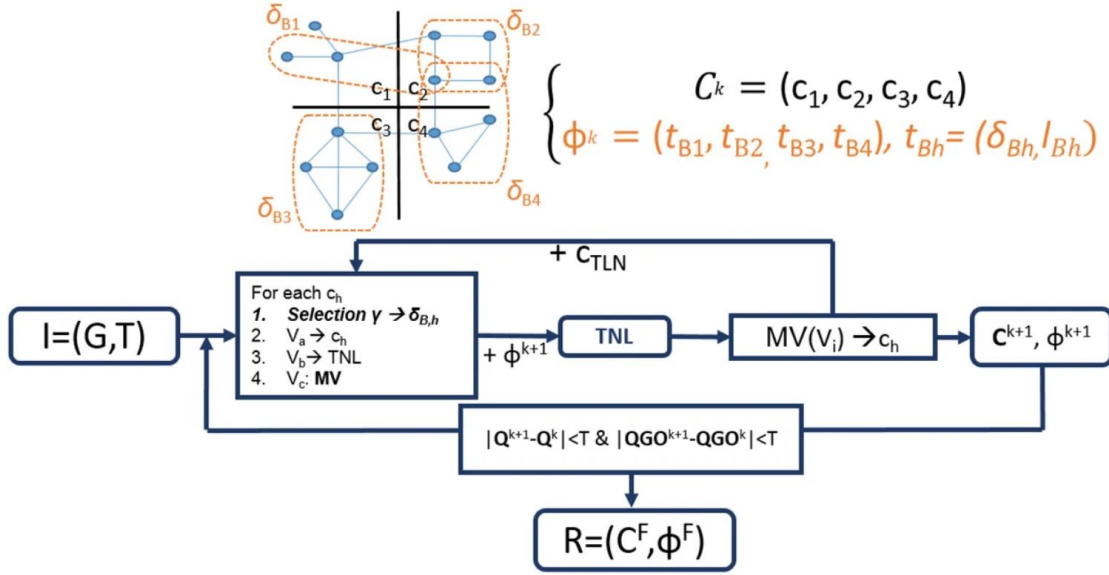 δB1
δB2
c1 c2
c3 c4
δB3
δB4
Cᵏ = (c1, c2, c3, c4)
ϕᵏ = (tB1, tB2, tB3, tB4), tBh= (δBh, lBh)
+ cTLN
I=(G,T)
For each ch
1. Selection γ → δB,h
2. Va → ch
3. Vb → TNL
4. Vc: MV
+ ϕᵏ⁺¹
TNL
MV(Vi) →ch
Cᵏ⁺¹, ϕᵏ⁺¹
|Qᵏ⁺¹-Qᵏ|<T & |QGOᵏ⁺¹-QGOᵏ|<T
R=(Cᶠ,ϕᶠ)